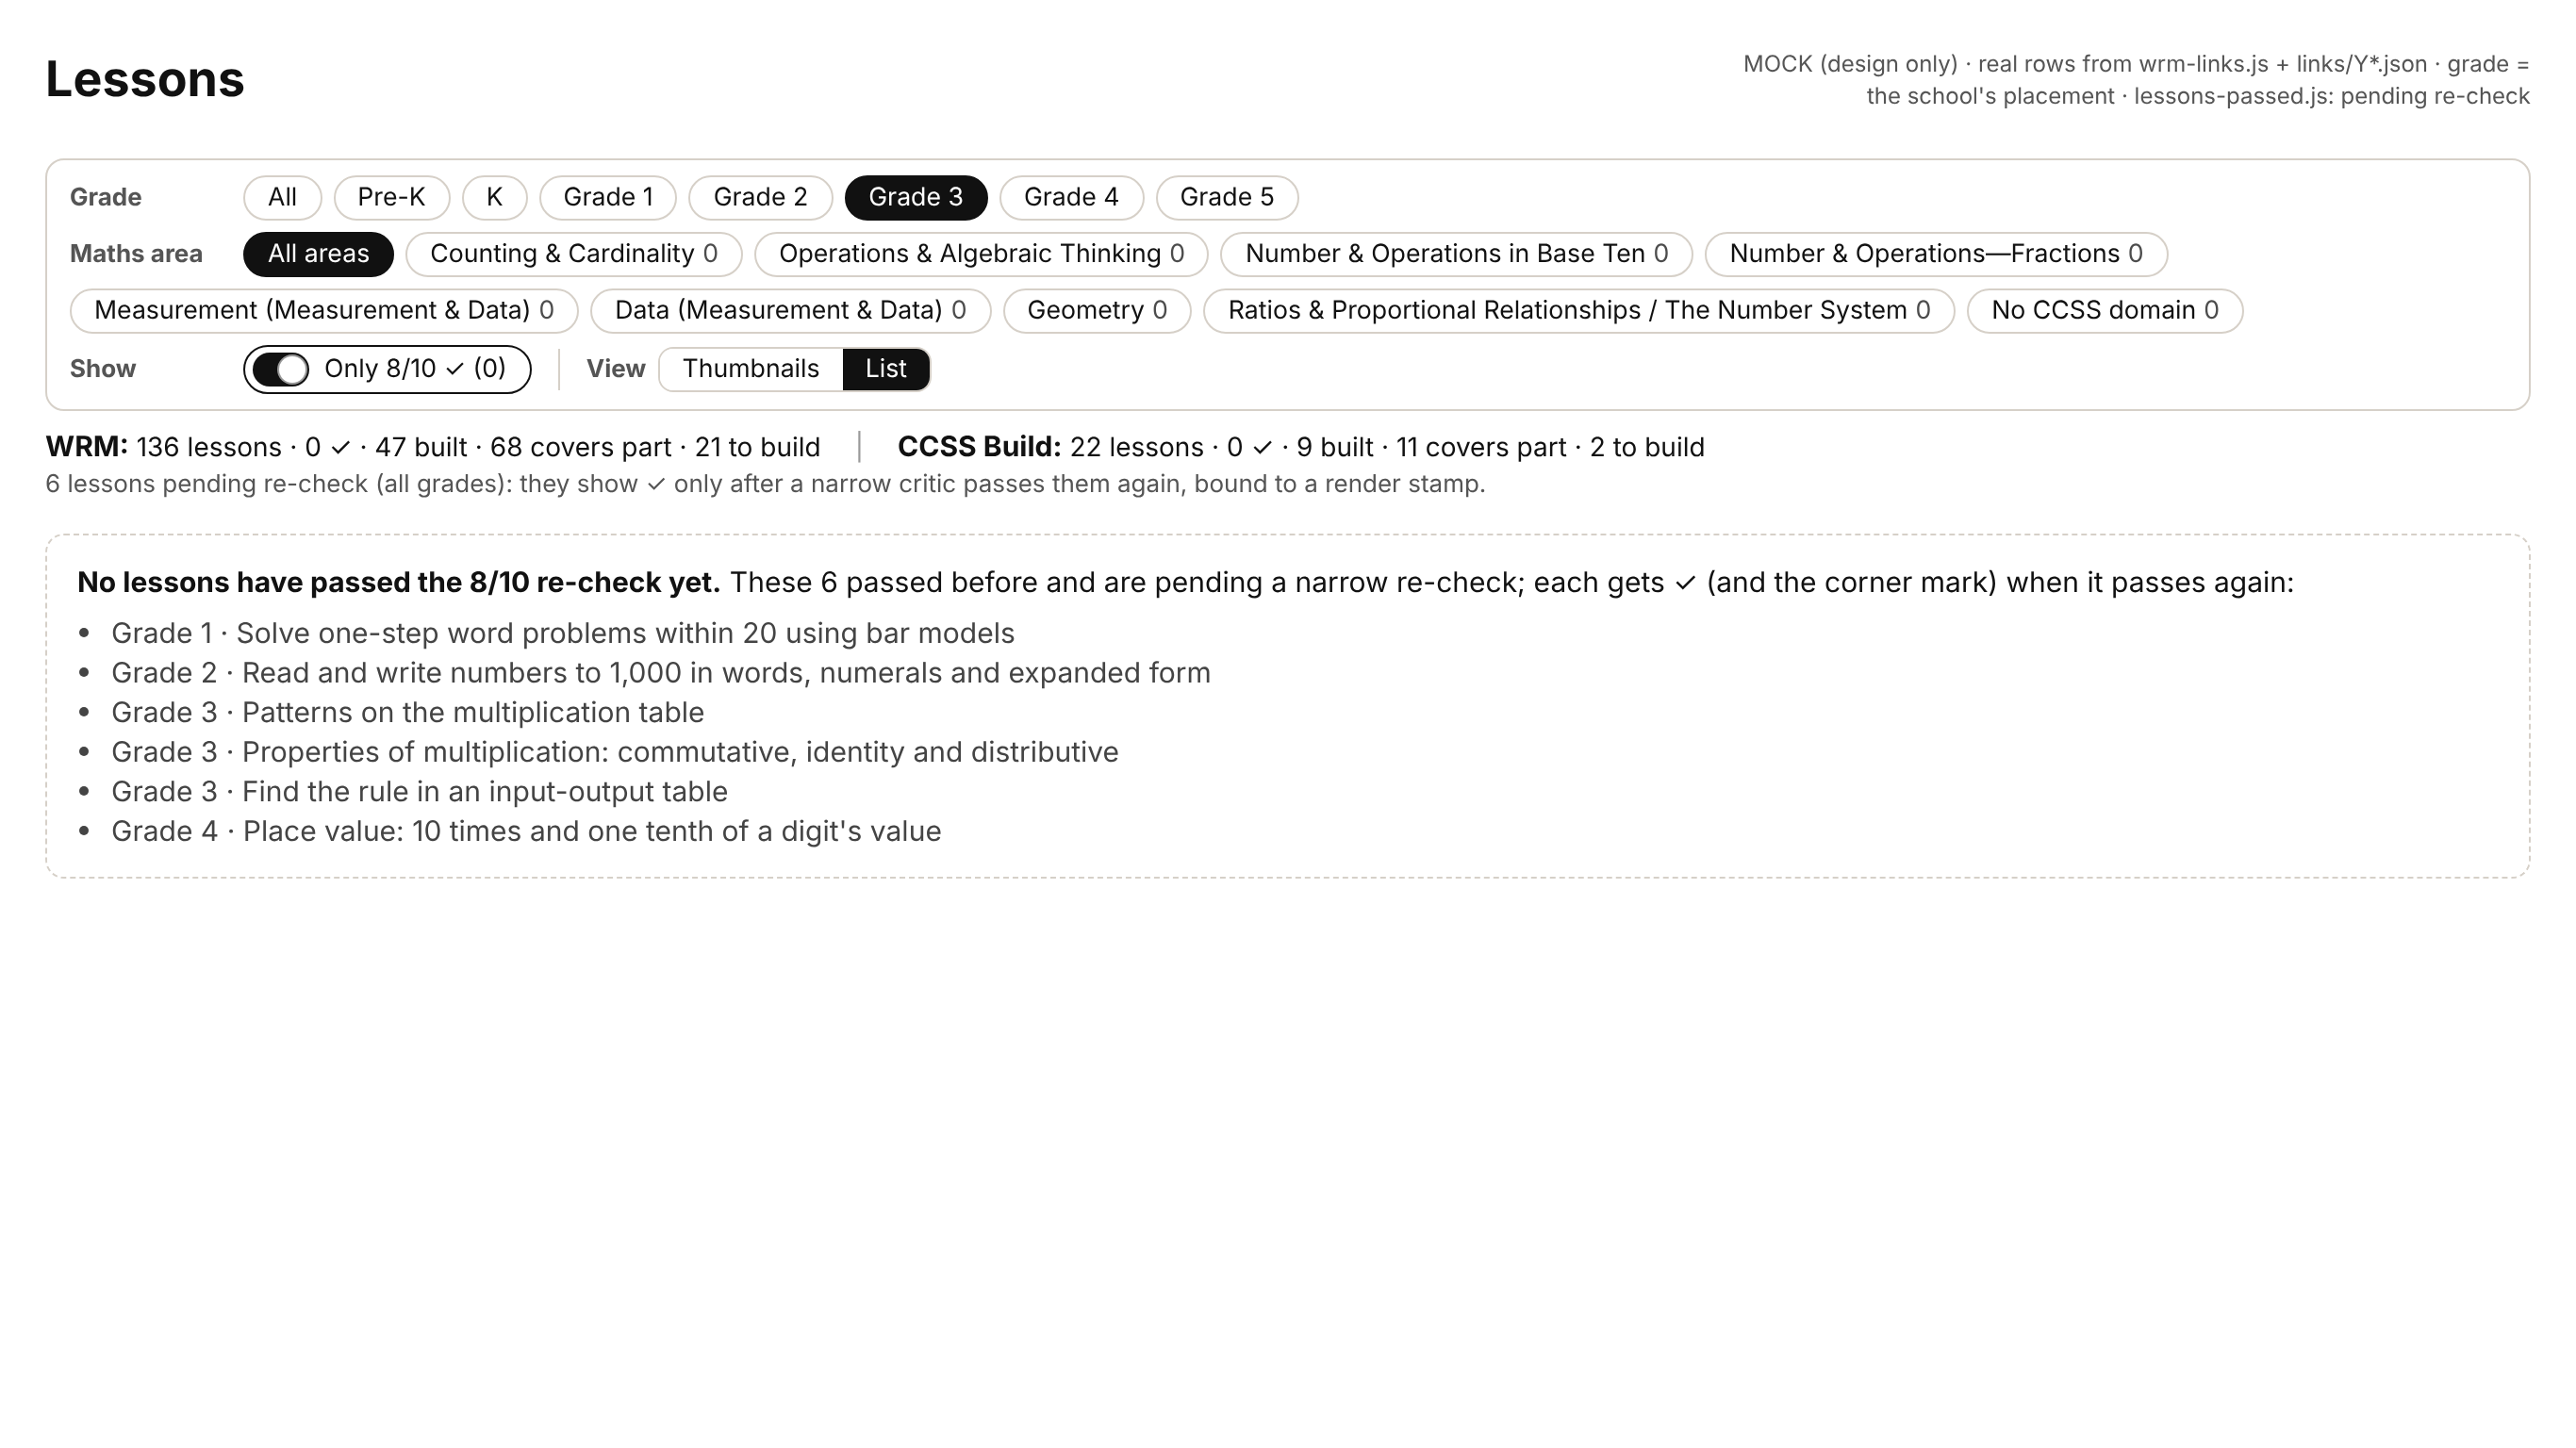 Lessons
MOCK (design only) · real rows from wrm-links.js + links/Y*.json · grade =
the school's placement · lessons-passed.js: pending re-check
Grade All Pre-K K Grade 1 Grade 2 Grade 3 Grade 4 Grade 5
Maths area All areas Counting & Cardinality 0 Operations & Algebraic Thinking 0 Number & Operations in Base Ten 0 Number & Operations—Fractions 0
Measurement (Measurement & Data) 0 Data (Measurement & Data) 0 Geometry 0 Ratios & Proportional Relationships / The Number System 0 No CCSS domain 0
Show Only 8/10 ✓ (0) View Thumbnails List
WRM: 136 lessons · 0 ✓ · 47 built · 68 covers part · 21 to build CCSS Build: 22 lessons · 0 ✓ · 9 built · 11 covers part · 2 to build
6 lessons pending re-check (all grades): they show ✓ only after a narrow critic passes them again, bound to a render stamp.
No lessons have passed the 8/10 re-check yet. These 6 passed before and are pending a narrow re-check; each gets ✓ (and the corner mark) when it passes again:
• Grade 1 · Solve one-step word problems within 20 using bar models
• Grade 2 · Read and write numbers to 1,000 in words, numerals and expanded form
• Grade 3 · Patterns on the multiplication table
• Grade 3 · Properties of multiplication: commutative, identity and distributive
• Grade 3 · Find the rule in an input-output table
• Grade 4 · Place value: 10 times and one tenth of a digit's value